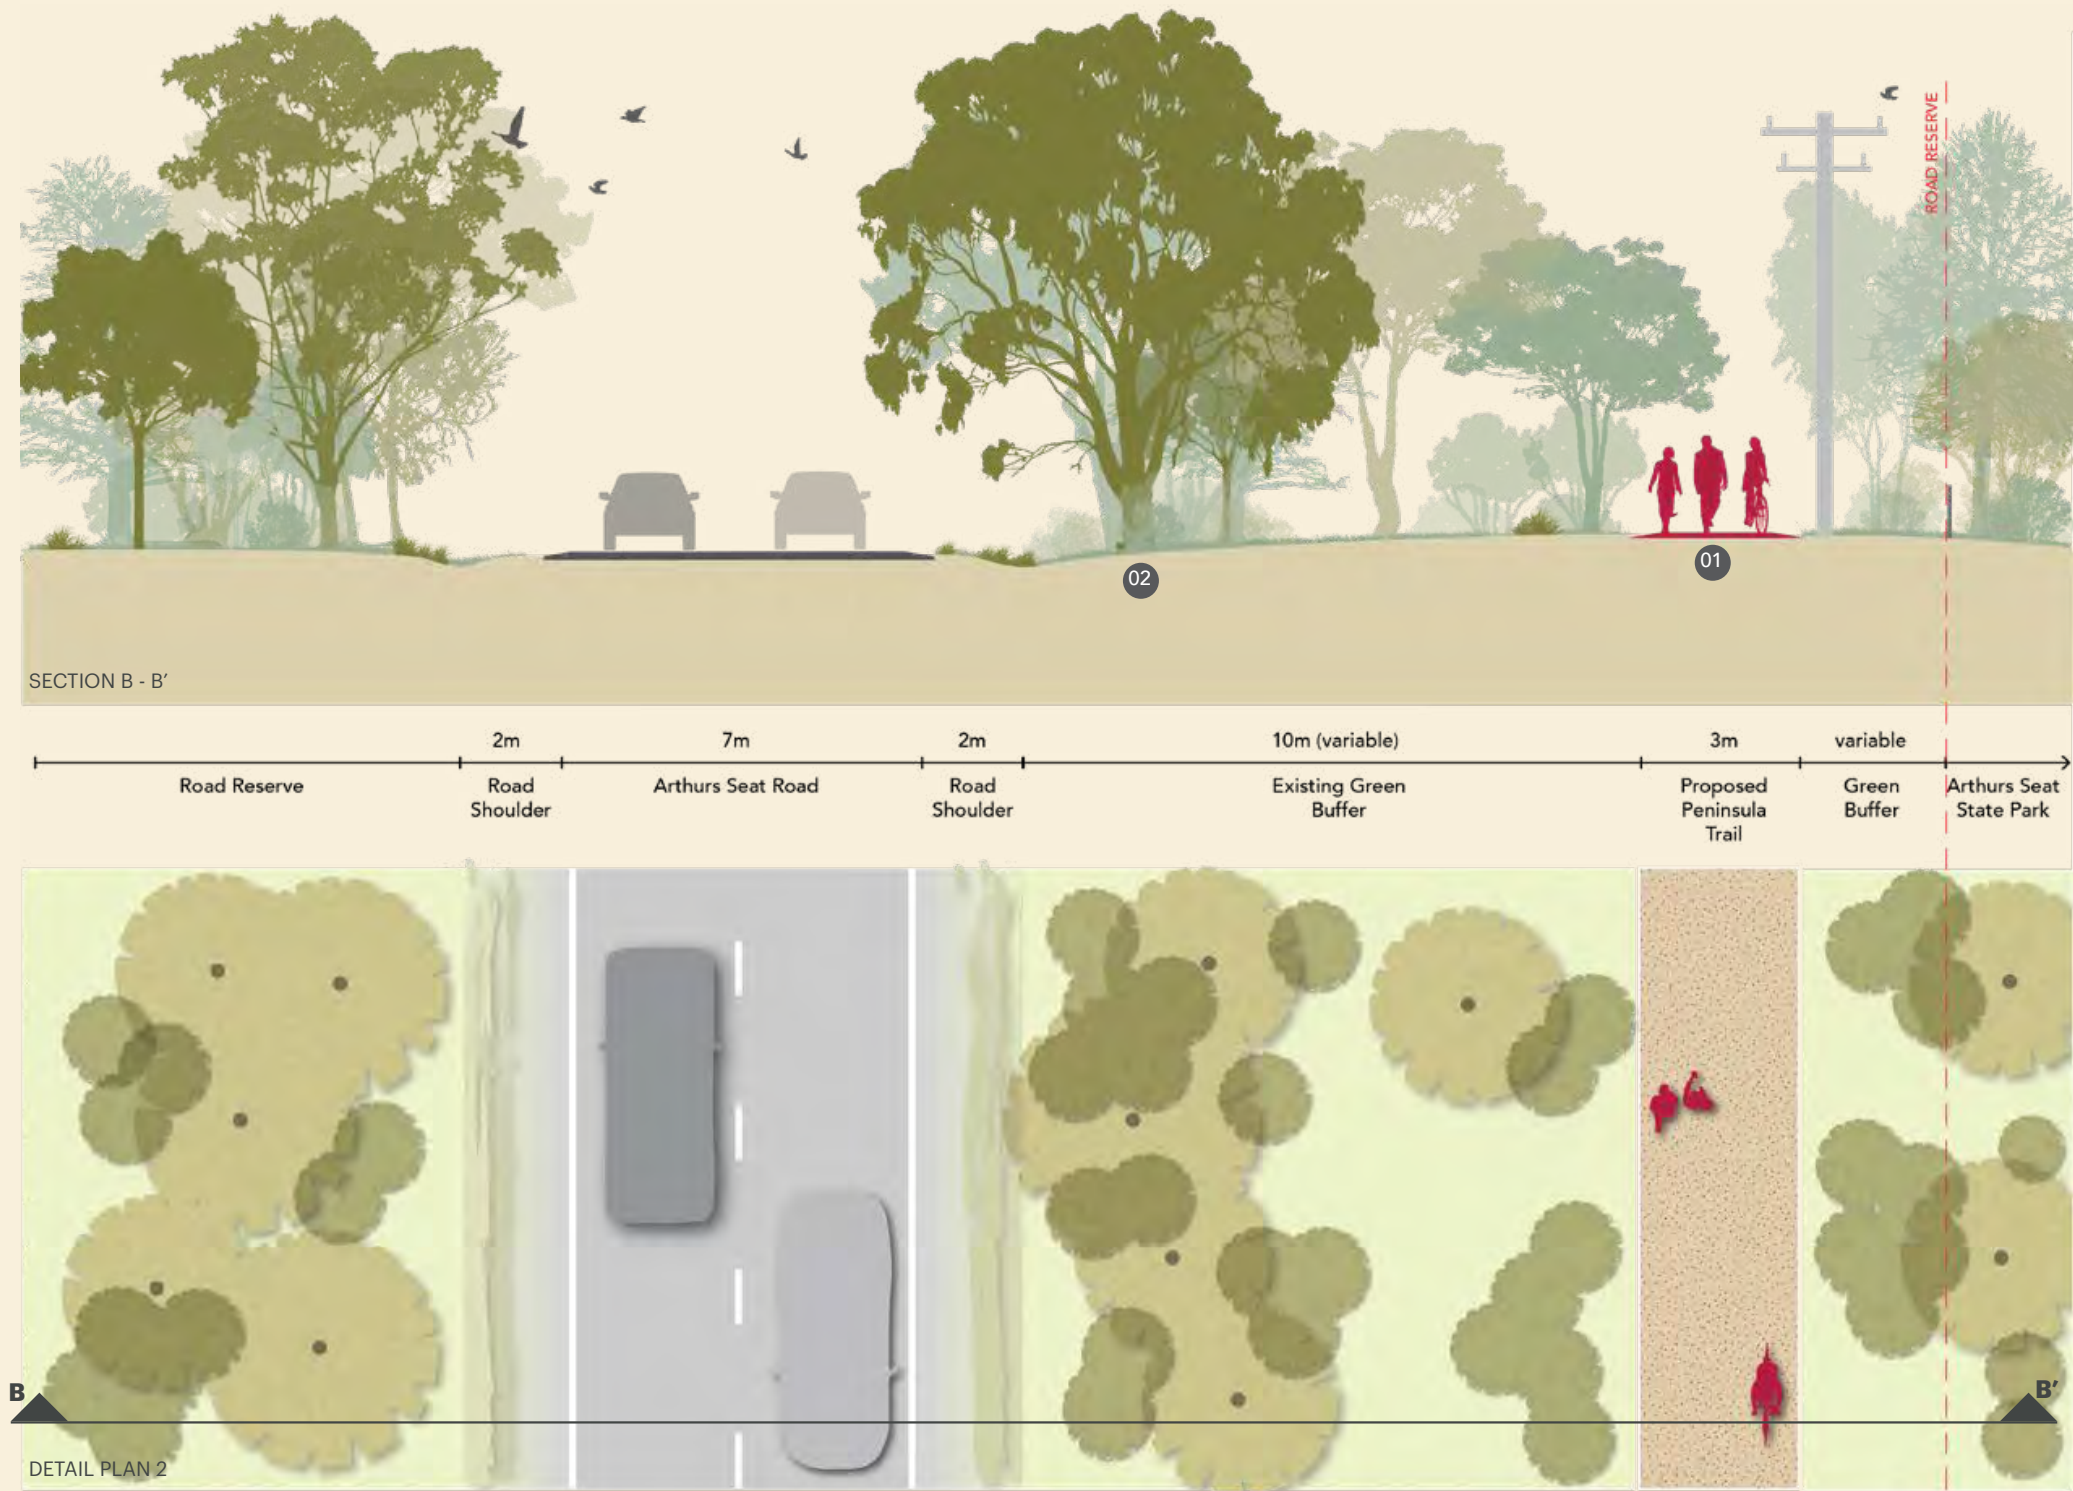 ROAD RESERVE
02
01
SECTION B - B'
2m
7m
2m
10m (variable)
3m
variable
Road Reserve
Road
Shoulder
Arthurs Seat Road
Road
Shoulder
Existing Green
Buffer
Proposed
Peninsula
Trail
Green
Buffer
Arthurs Seat
State Park
B
B'
DETAIL PLAN 2